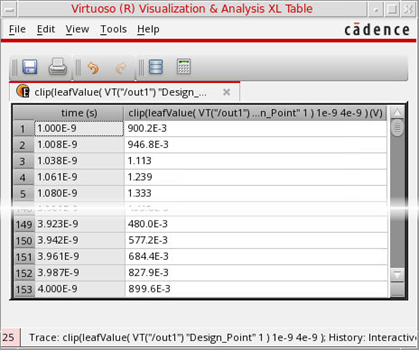 Virtuoso (R) Visualization & Analysis XL Table
File Edit View Tools Help cādence
clip(leafValue( VT("/out1") "Design_...
time (s) clip(leafValue( VT("/out1") ...n_Point" 1 ) 1e-9 4e-9 ) (V)
1 1.000E-9 900.2E-3
2 1.008E-9 946.8E-3
3 1.038E-9 1.113
4 1.061E-9 1.239
5 1.080E-9 1.333
149 3.923E-9 480.0E-3
150 3.942E-9 577.2E-3
151 3.961E-9 684.4E-3
152 3.987E-9 827.9E-3
153 4.000E-9 899.6E-3
25 Trace: clip(leafValue( VT("/out1") "Design_Point" 1 ) 1e-9 4e-9 ); History: Interactiv